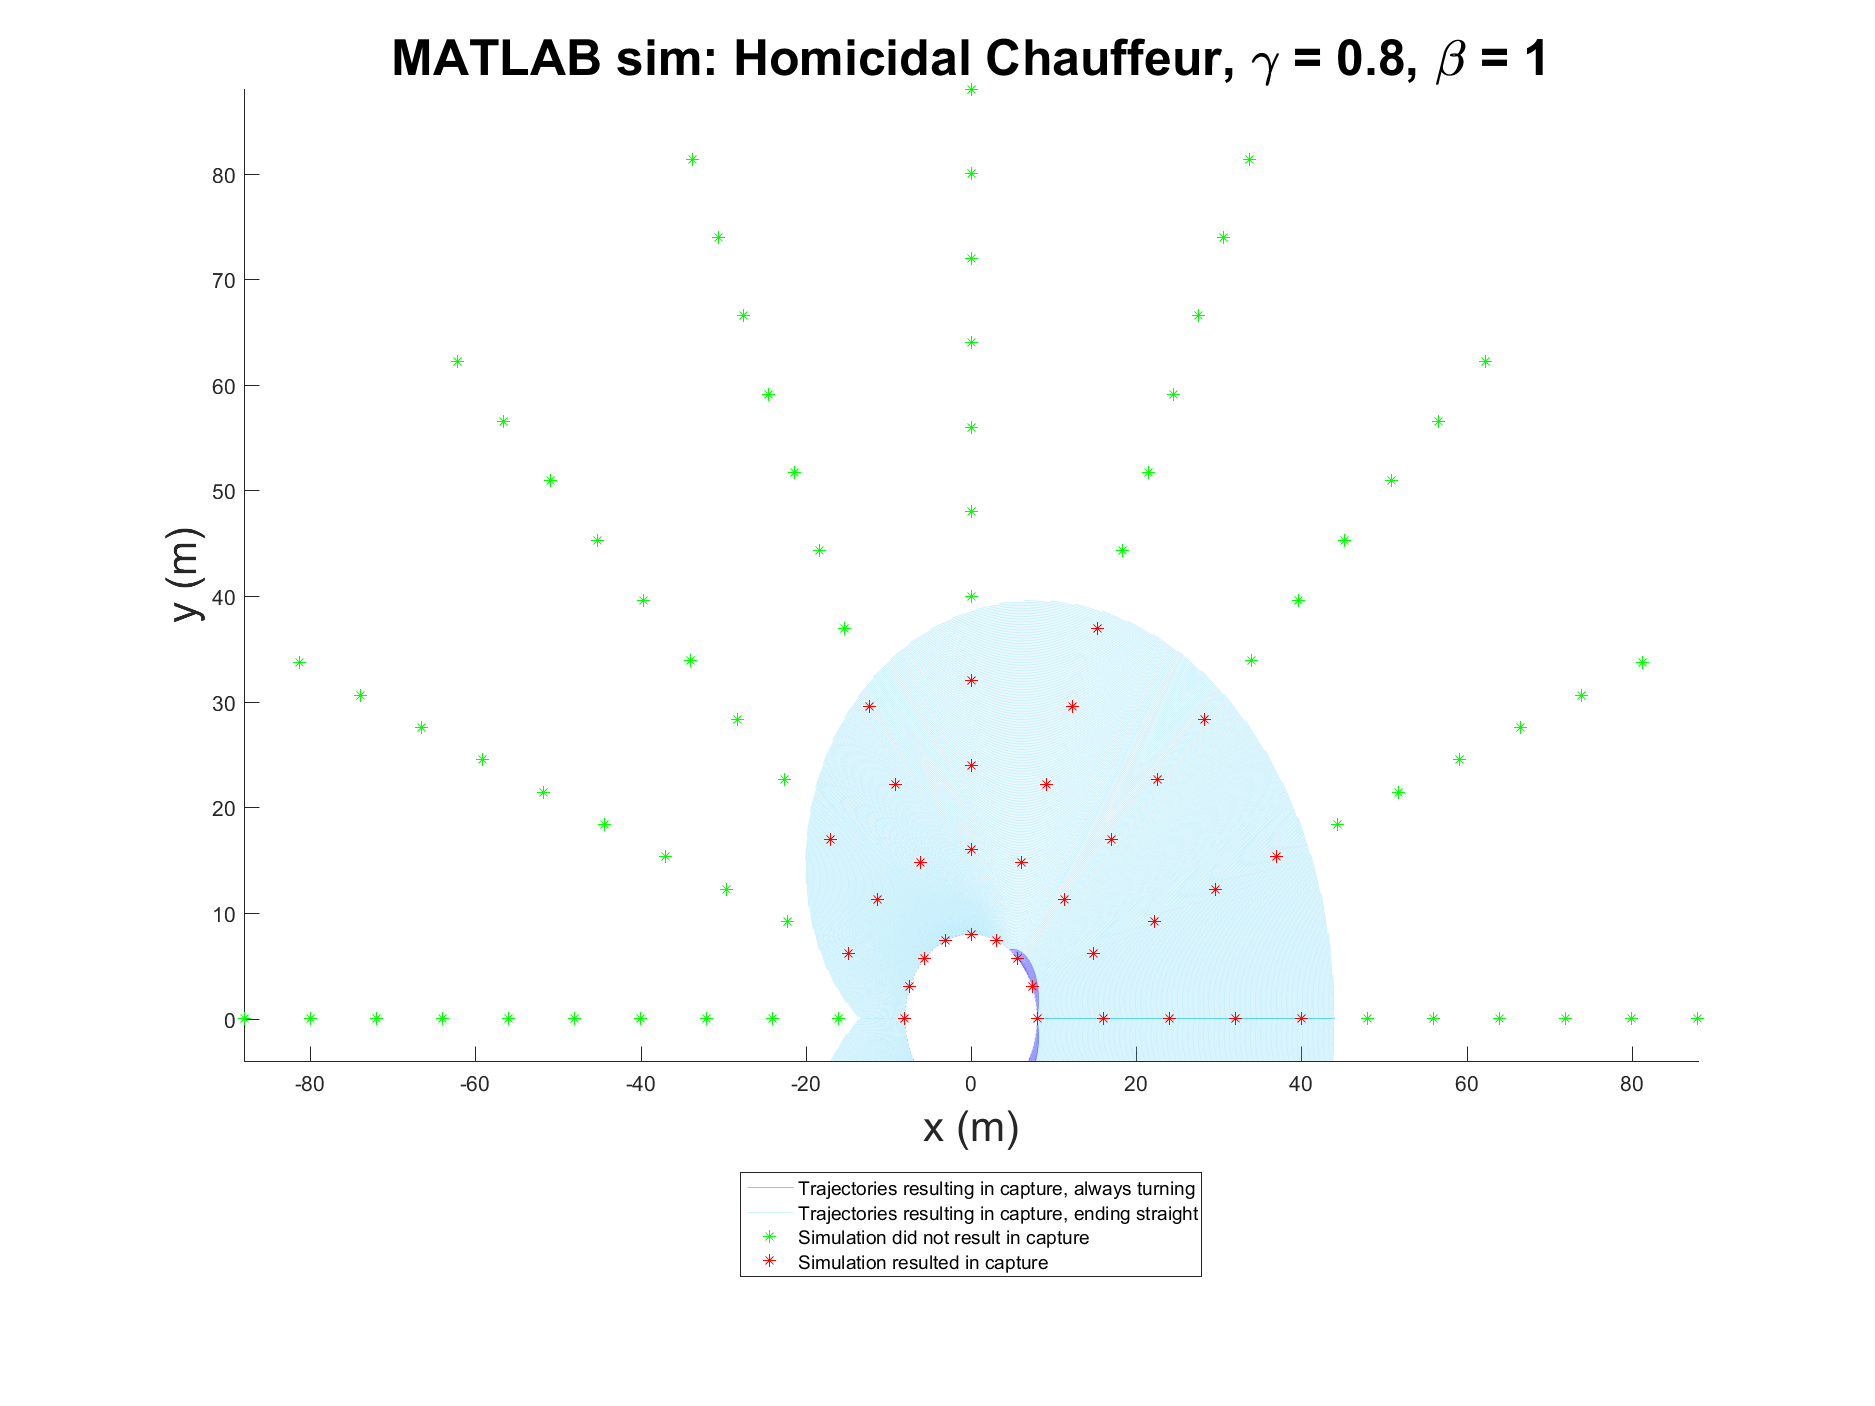 MATLAB sim: Homicidal Chauffeur, γ = 0.8, β = 1
80
70
60
50
40
30
20
10
0
y (m)
-80 -60 -40 -20 0 20 40 60 80
x (m)
Trajectories resulting in capture, always turning
Trajectories resulting in capture, ending straight
Simulation did not result in capture
Simulation resulted in capture